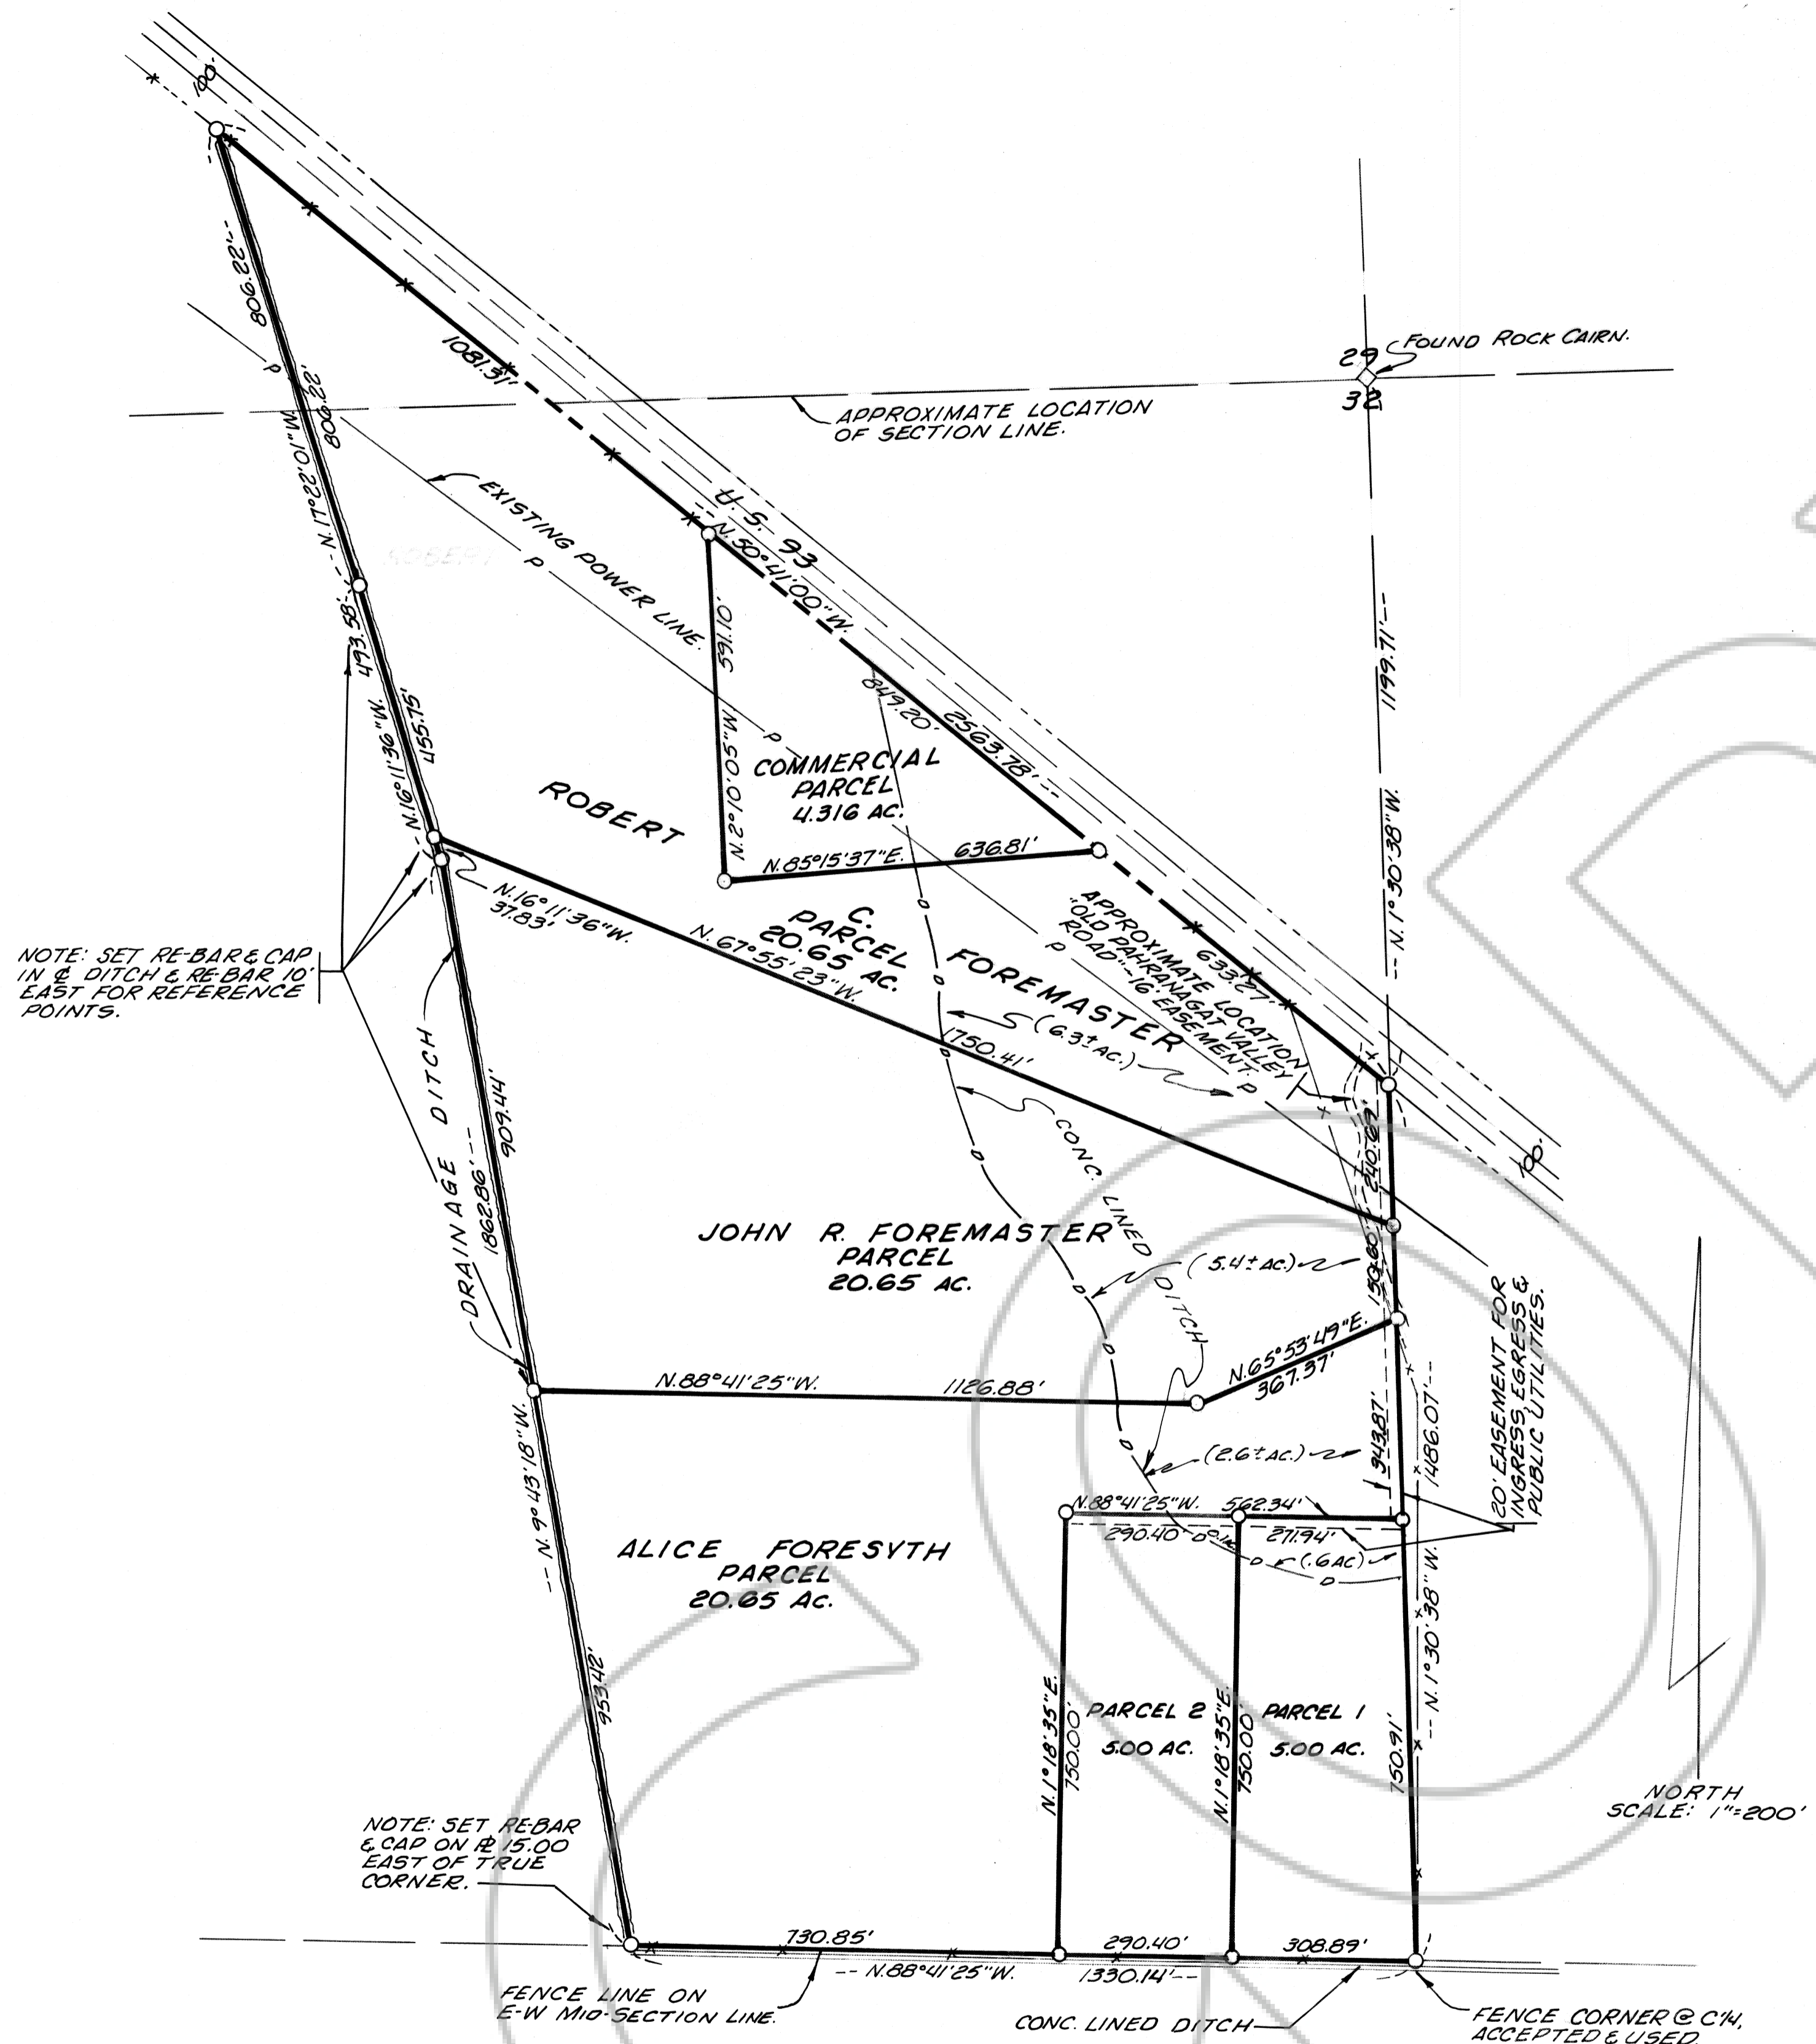 100'
806.22'--
1081.31'
29
FOUND ROCK CAIRN.
32
APPROXIMATE LOCATION
OF SECTION LINE.
P
806.22'
-- N.17°22'01"W.
EXISTING POWER LINE.
P
U.S. 93
N.50°41'00"W.
591.10'
N.2°10'05"W
849.20'
2563.78'--
1199.71'--
-- N.1°30'38"W.
493.58'
455.75'
N.16°11'36"W.
P
COMMERCIAL
PARCEL
4.316 AC.
ROBERT
N.85°15'37"E. 636.81'
N.16°11'36"W.
37.83'
N.67°55'23"W.
1750.41'
C.
PARCEL
20.65 AC.
FOREMASTER
(6.3± AC.)
P
P
633.27'
APPROXIMATE LOCATION
"OLD PAHRANAGAT VALLEY
ROAD"~16' EASEMENT.
NOTE: SET RE-BAR & CAP
IN ℄ DITCH & RE-BAR 10'
EAST FOR REFERENCE
POINTS.
DRAINAGE DITCH
909.44'
1862.86'--
-- N.9°43'18"W.
240.69'
100'
CONC. LINED DITCH
JOHN R. FOREMASTER
PARCEL
20.65 AC.
(5.4± AC.)
N.88°41'25"W. 1126.88'
N.65°53'49"E.
367.37'
(2.6± AC.)
343.87'
1486.07'--
-- N.1°30'38"W.
20' EASEMENT FOR
INGRESS, EGRESS &
PUBLIC UTILITIES.
N.88°41'25"W. 562.34'
290.40'
271.94'
(.6 AC)
ALICE FORESYTH
PARCEL
20.65 AC.
953.42'
N.1°18'35"E.
750.00'
PARCEL 2
5.00 AC.
N.1°18'35"E.
750.00'
PARCEL 1
5.00 AC.
750.91'
NORTH
SCALE: 1"=200'
NOTE: SET RE-BAR
& CAP ON ⅊ 15.00
EAST OF TRUE
CORNER.
730.85'
290.40'
308.89'
-- N.88°41'25"W. 1330.14'--
FENCE LINE ON
E-W MID-SECTION LINE.
CONC. LINED DITCH
FENCE CORNER @ C¼,
ACCEPTED & USED.